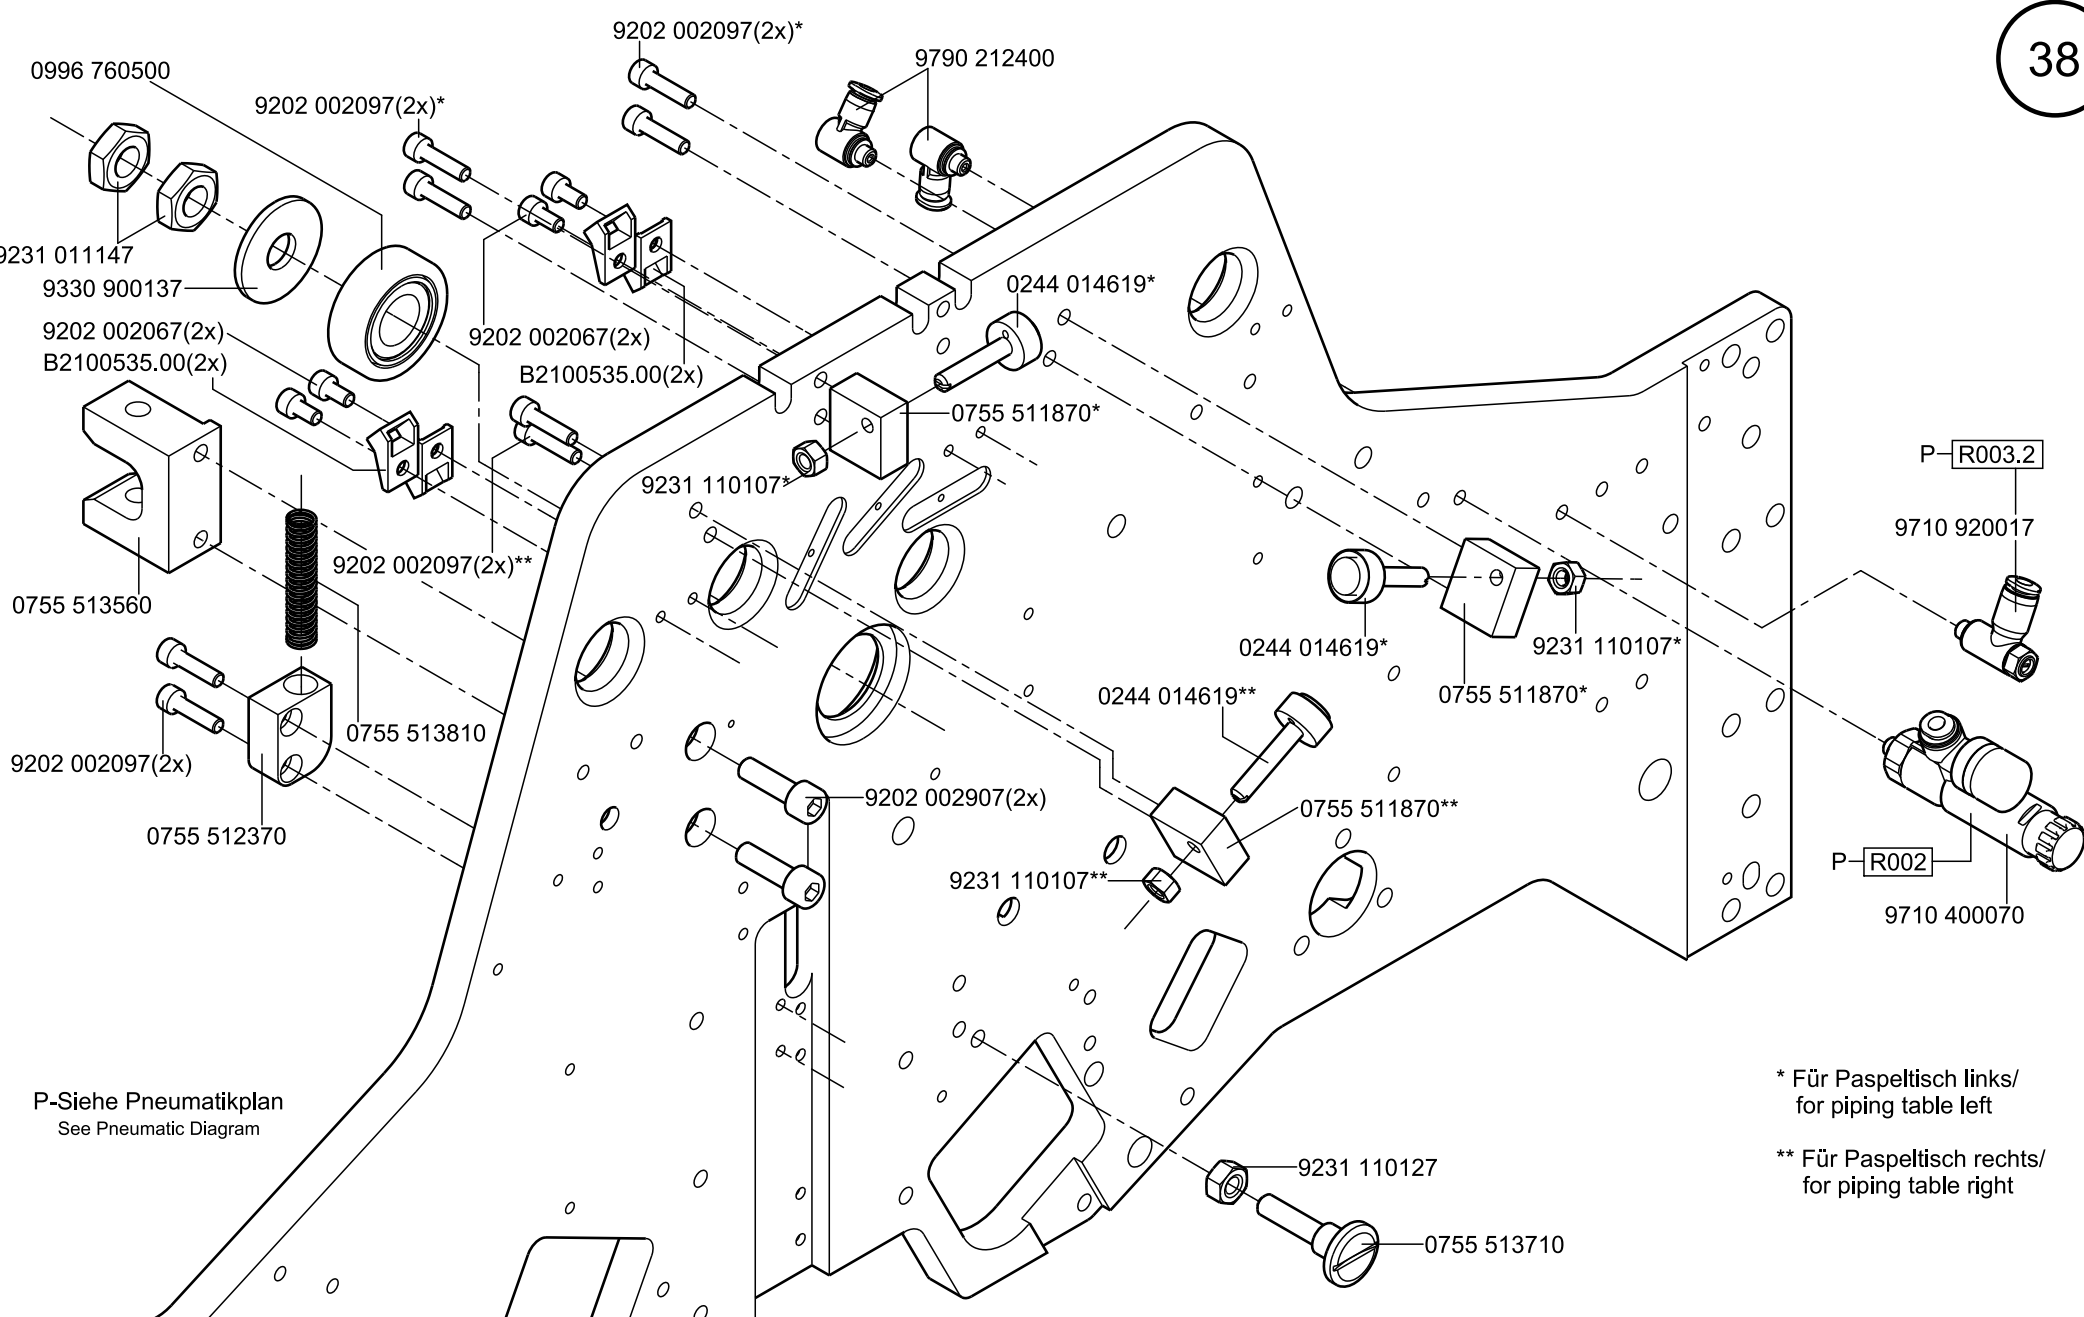 38
9202 002097(2x)*
9790 212400
0996 760500
9202 002097(2x)*
9231 011147
9330 900137
0244 014619*
9202 002067(2x)
9202 002067(2x)
B2100535.00(2x)
B2100535.00(2x)
0755 511870*
P-R003.2
9231 110107*
9710 920017
9202 002097(2x)**
0755 513560
0244 014619*
9231 110107*
0755 511870*
0244 014619**
0755 513810
9202 002097(2x)
9202 002907(2x)
0755 511870**
0755 512370
P-R002
9231 110107**
9710 400070
P-Siehe Pneumatikplan
See Pneumatic Diagram
* Für Paspeltisch links/
for piping table left
** Für Paspeltisch rechts/
for piping table right
9231 110127
0755 513710